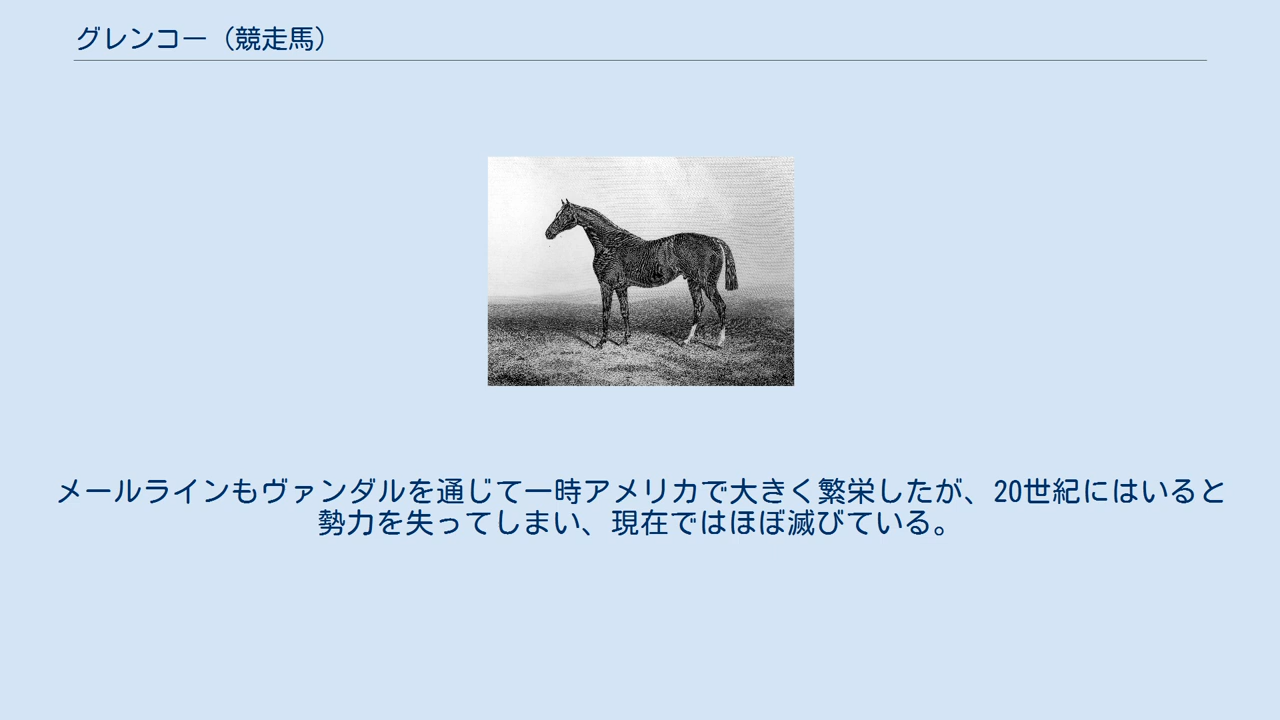 グレンコー（競走馬）
メールラインもヴァンダルを通じて一時アメリカで大きく繁栄したが、20世紀にはいると
勢力を失ってしまい、現在ではほぼ滅びている。